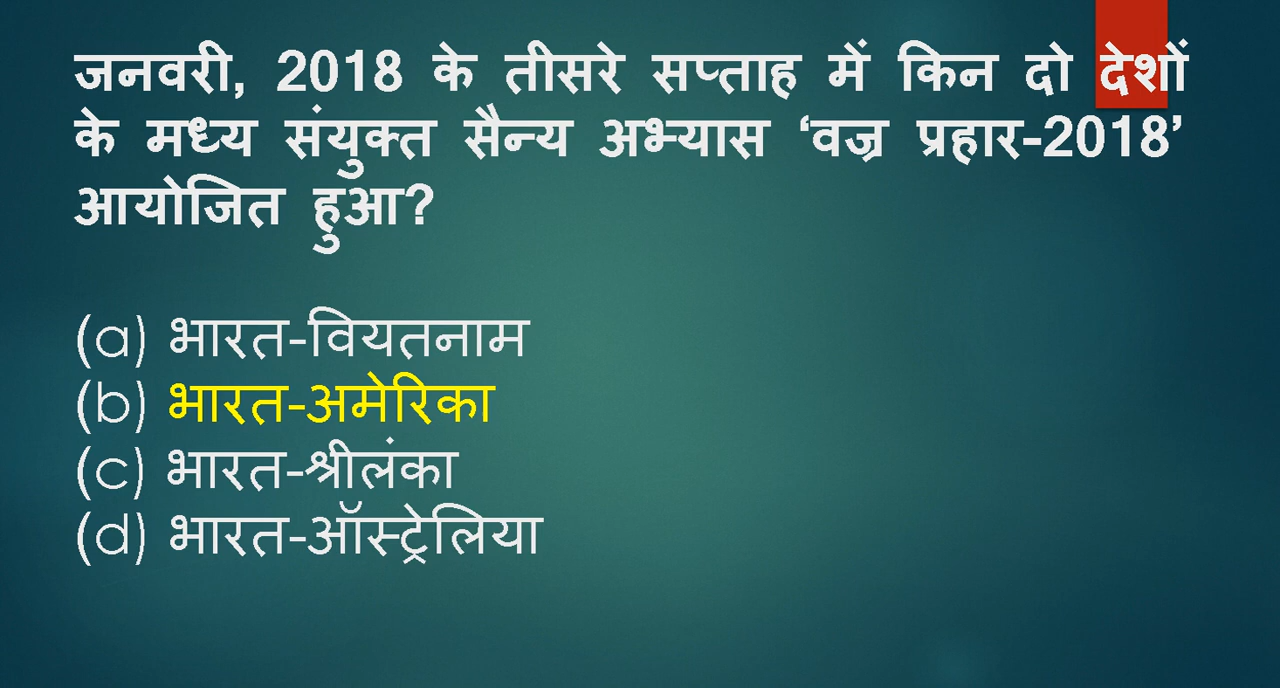 जनवरी, 2018 के तीसरे सप्ताह में किन दो देशों
के मध्य संयुक्त सैन्य अभ्यास ‘वज्र प्रहार-2018’
आयोजित हुआ?
(a) भारत-वियतनाम
(b) भारत-अमेरिका
(c) भारत-श्रीलंका
(d) भारत-ऑस्ट्रेलिया